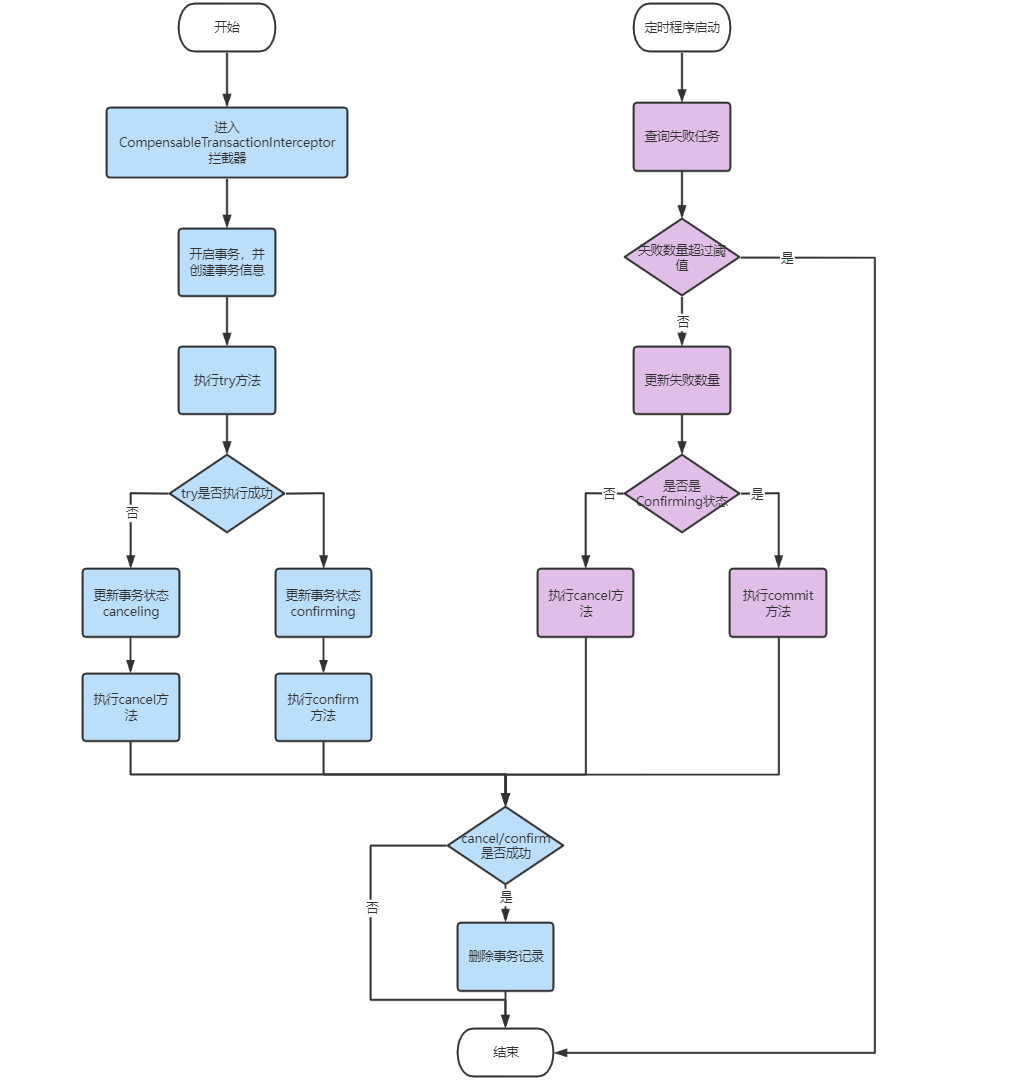 开始
进入
CompensableTransactionInterceptor
拦截器
开启事务，并
创建事务信息
执行try方法
try是否执行成功
否
更新事务状态
canceling
更新事务状态
confirming
执行cancel方
法
执行confirm
方法
定时程序启动
查询失败任务
失败数量超过阈
值
是
否
更新失败数量
是否是
Confirming状态
否
是
执行cancel方
法
执行commit
方法
cancel/confirm
是否成功
否
是
删除事务记录
结束